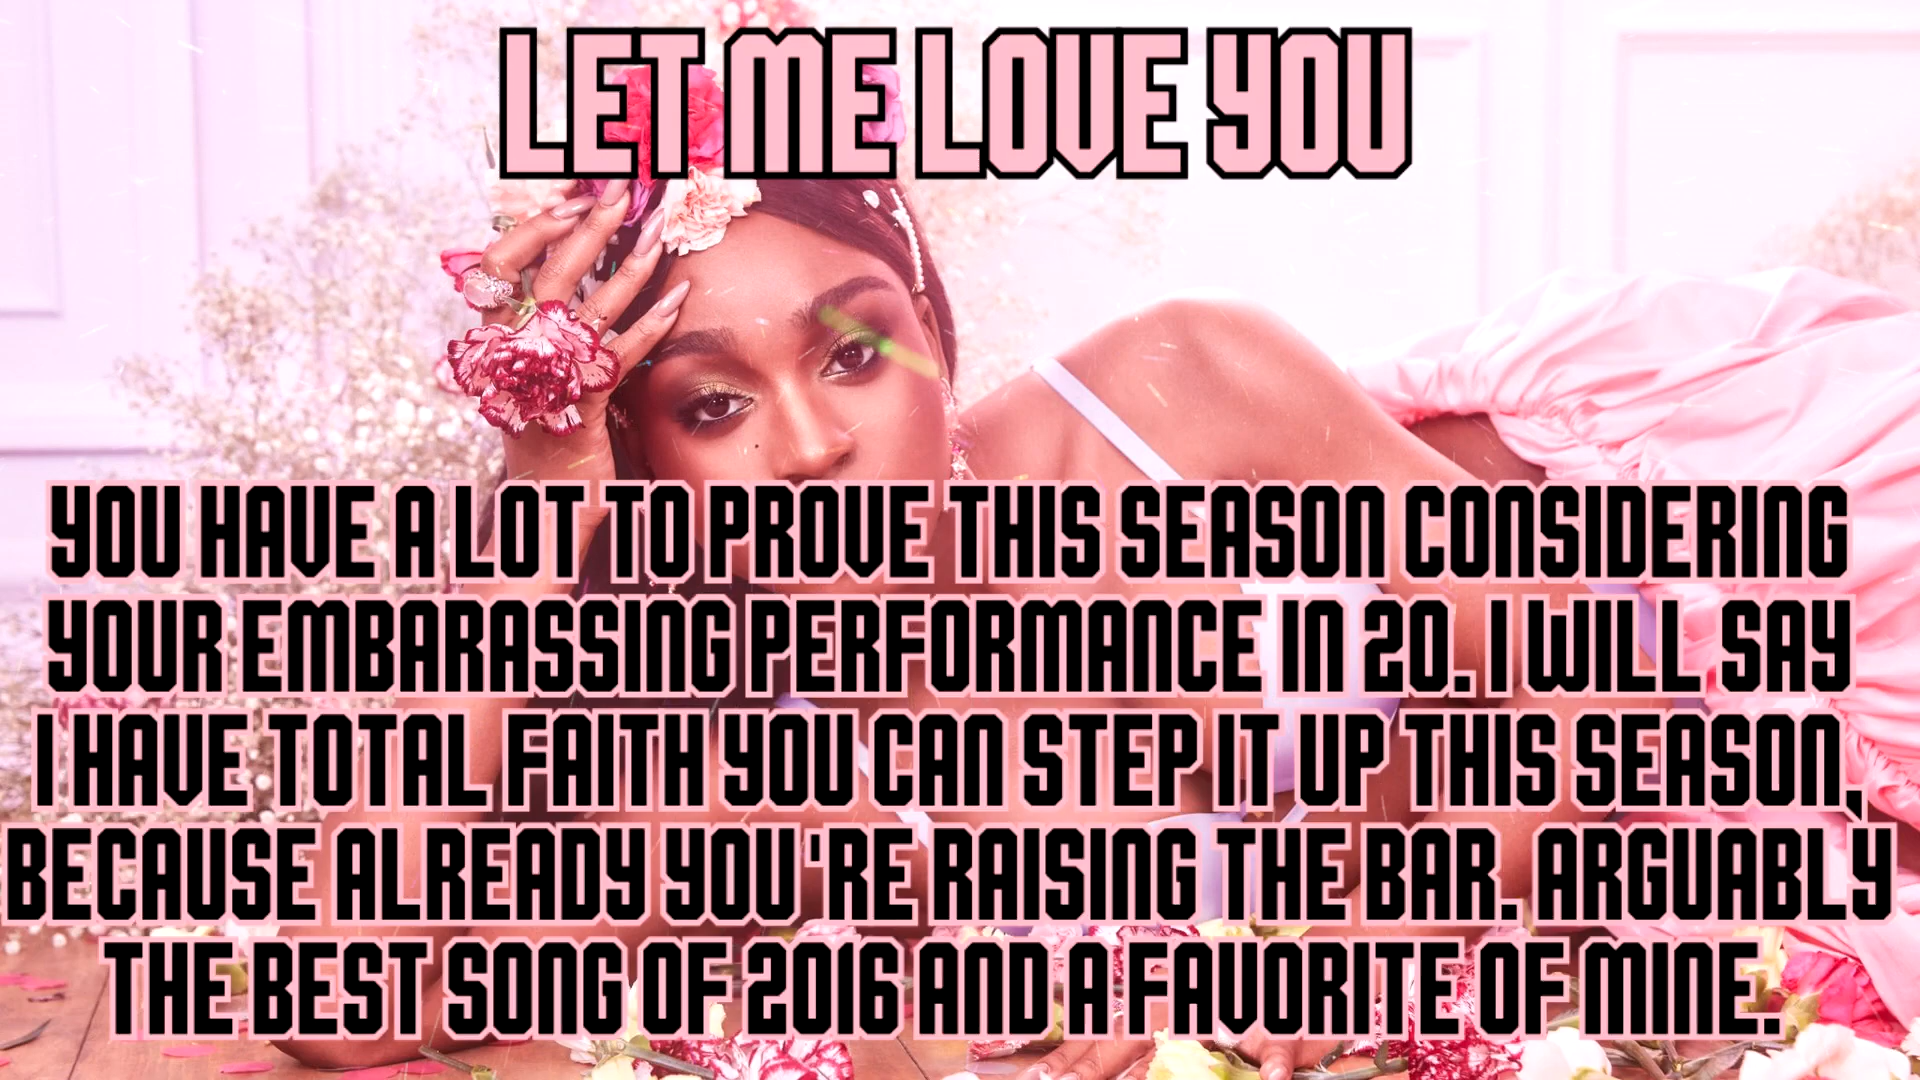 LET ME LOVE YOU
YOU HAVE A LOT TO PROVE THIS SEASON CONSIDERING
YOUR EMBARASSING PERFORMANCE IN 20. I WILL SAY
I HAVE TOTAL FAITH YOU CAN STEP IT UP THIS SEASON,
BECAUSE ALREADY YOU'RE RAISING THE BAR. ARGUABLY
THE BEST SONG OF 2016 AND A FAVORITE OF MINE.